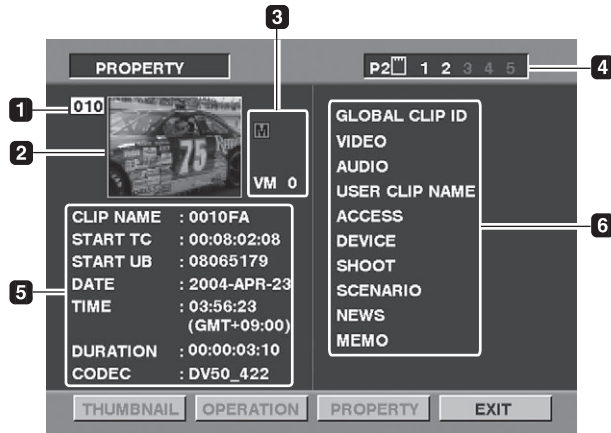 3
PROPERTY
P2 1 2 3 4 5
4
1
010
2
75
M
VM 0
GLOBAL CLIP ID
VIDEO
AUDIO
USER CLIP NAME
ACCESS
DEVICE
SHOOT
SCENARIO
NEWS
MEMO
6
5
CLIP NAME : 0010FA
START TC : 00:08:02:08
START UB : 08065179
DATE : 2004-APR-23
TIME : 03:56:23
(GMT+09:00)
DURATION : 00:00:03:10
CODEC : DV50_422
THUMBNAIL OPERATION PROPERTY EXIT